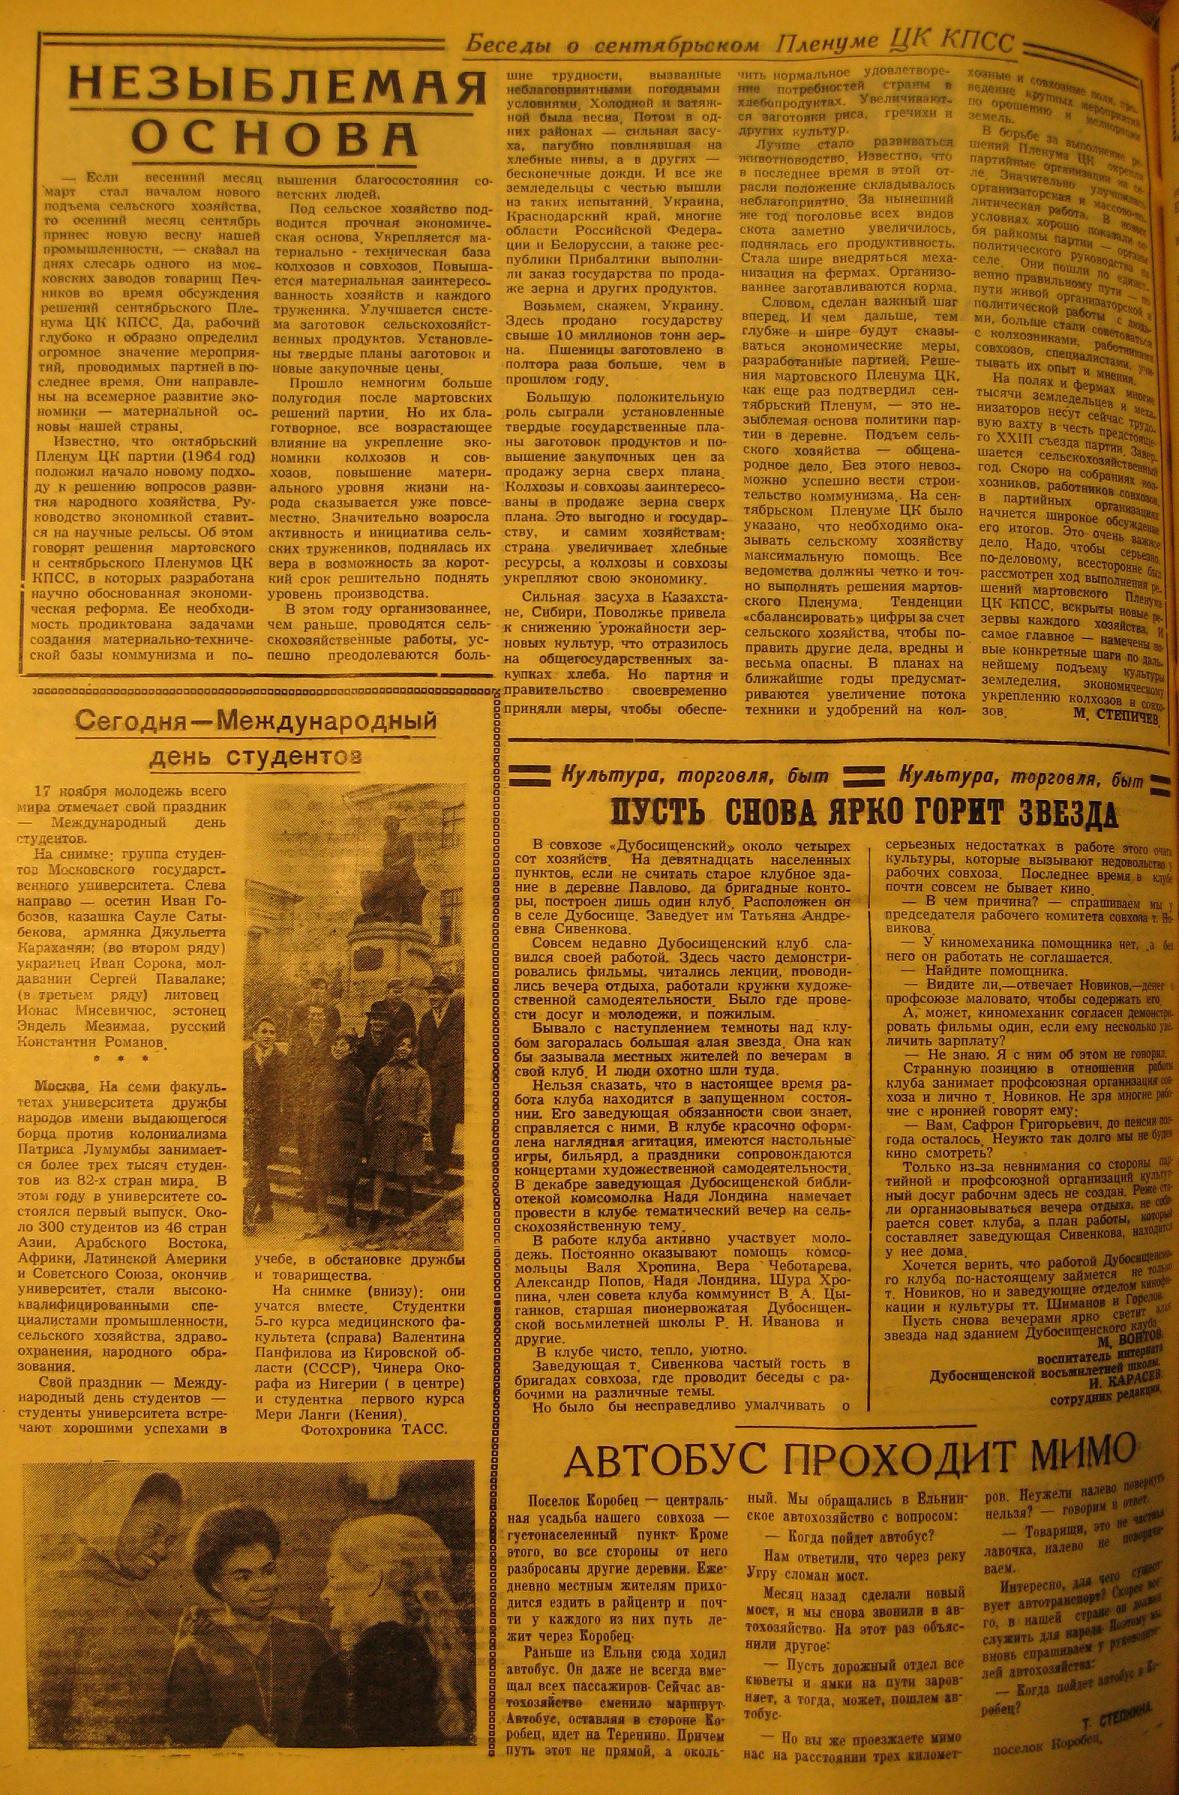 Беседы о сентябрьском Пленуме ЦК КПСС
НЕЗЫБЛЕМАЯ
ОСНОВА
— Если весенний месяц
март стал началом нового
подъема сельского хозяйства,
то осенний месяц сентябрь
принес новую весну нашей
промышленности, — сказал на
днях слесарь одного из мос-
ковских заводов товарищ Печ-
ников во время обсуждения
решений сентябрьского Пле-
нума ЦК КПСС. Да, рабочий
глубоко и образно определил
огромное значение мероприя-
тий, проводимых партией в по-
следнее время. Они направле-
ны на всемерное развитие эко-
номики — материальной ос-
новы нашей страны.
Известно, что октябрьский
Пленум ЦК партии (1964 год)
положил начало новому подхо-
ду к решению вопросов разви-
тия народного хозяйства. Ру-
ководство экономикой ставит-
ся на научные рельсы. Об этом
говорят решения мартовского
и сентябрьского Пленумов ЦК
КПСС, в которых разработана
научно обоснованная экономи-
ческая реформа. Ее необходи-
мость продиктована задачами
создания материально-техниче-
ской базы коммунизма и по-
вышения благосостояния со-
ветских людей.
Под сельское хозяйство под-
водится прочная экономиче-
ская основа. Укрепляется ма-
териально - техническая база
колхозов и совхозов. Повыша-
ется материальная заинтересо-
ванность хозяйств и каждого
труженика. Улучшается систе-
ма заготовок сельскохозяйст-
венных продуктов. Установле-
ны твердые планы заготовок и
новые закупочные цены.
Прошло немногим больше
полугодия после мартовских
решений партии. Но их бла-
готворное, все возрастающее
влияние на укрепление эко-
номики колхозов и сов-
хозов, повышение матери-
ального уровня жизни на-
рода сказывается уже повсе-
местно. Значительно возросла
активность и инициатива сель-
ских тружеников, поднялась их
вера в возможность за корот-
кий срок решительно поднять
уровень производства.
В этом году организованнее,
чем раньше, проводятся сель-
скохозяйственные работы, ус-
пешно преодолеваются боль-
шие трудности, вызванные
неблагоприятными погодными
условиями. Холодной и затяж-
ной была весна. Потом в од-
них районах — сильная засу-
ха, пагубно повлиявшая на
хлебные нивы, а в других —
бесконечные дожди. И все же
земледельцы с честью вышли
из таких испытаний. Украина,
Краснодарский край, многие
области Российской Федера-
ции и Белоруссии, а также рес-
публики Прибалтики выполни-
ли заказ государства по прода-
же зерна и других продуктов.
Возьмем, скажем, Украину.
Здесь продано государству
свыше 10 миллионов тонн зер-
на. Пшеницы заготовлено в
полтора раза больше, чем в
прошлом году.
Большую положительную
роль сыграли установленные
твердые государственные пла-
ны заготовок продуктов и по-
вышение закупочных цен за
продажу зерна сверх плана.
Колхозы и совхозы заинтересо-
ваны в продаже зерна сверх
плана. Это выгодно и государ-
ству, и самим хозяйствам:
страна увеличивает хлебные
ресурсы, а колхозы и совхозы
укрепляют свою экономику.
Сильная засуха в Казахста-
не, Сибири, Поволжье привела
к снижению урожайности зер-
новых культур, что отразилось
на общегосударственных за-
купках хлеба. Но партия и
правительство своевременно
приняли меры, чтобы обеспе-
чить нормальное удовлетворе-
ние потребностей страны в
хлебопродуктах. Увеличивают-
ся заготовки риса, гречихи и
других культур.
Лучше стало развиваться
животноводство. Известно, что
в последнее время в этой от-
расли положение складывалось
неблагоприятно. За нынешний
же год поголовье всех видов
скота заметно увеличилось,
поднялась его продуктивность.
Стала шире внедряться меха-
низация на фермах. Организо-
ваннее заготавливаются корма.
Словом, сделан важный шаг
вперед. И чем дальше, тем
глубже и шире будут сказы-
ваться экономические меры,
разработанные партией. Реше-
ния мартовского Пленума ЦК,
как еще раз подтвердил сен-
тябрьский Пленум, — это не-
зыблемая основа политики пар-
тии в деревне. Подъем сель-
ского хозяйства — общена-
родное дело. Без этого невоз-
можно успешно вести строи-
тельство коммунизма. На сен-
тябрьском Пленуме ЦК было
указано, что необходимо ока-
зывать сельскому хозяйству
максимальную помощь. Все
ведомства должны четко и точ-
но выполнять решения мартов-
ского Пленума. Тенденции
«сбалансировать» цифры за счет
сельского хозяйства, чтобы по-
править другие дела, вредны и
весьма опасны. В планах на
ближайшие годы предусмат-
риваются увеличение потока
техники и удобрений на кол-
хозные и совхозные поля, про-
ведение крупных мероприятий
по орошению и мелиорации
земель.
В борьбе за выполнение ре-
шений Пленума ЦК окрепли
партийные организации на се-
ле. Значительно улучшилась
организаторская и массово-по-
литическая работа. В новых
условиях хорошо показали се-
бя райкомы партии — органы
политического руководства на
селе. Они пошли по единст-
венно правильному пути — по
пути живой организаторской и
политической работы с людь-
ми, больше стали советоваться
с колхозниками, работниками
совхозов, специалистами, учи-
тывать их опыт и мнения.
На полях и фермах многие
тысячи земледельцев и меха-
низаторов несут сейчас трудо-
вую вахту в честь предстояще-
го XXIII съезда партии. Завер-
шается сельскохозяйственный
год. Скоро на собраниях кол-
хозников, работников совхозов,
в партийных организациях
начнется широкое обсуждение
его итогов. Это очень важное
дело. Надо, чтобы серьезно,
по-деловому, всесторонне был
рассмотрен ход выполнения ре-
шений мартовского Пленума
ЦК КПСС, вскрыты новые ре-
зервы каждого хозяйства. И
самое главное — намечены но-
вые конкретные шаги по даль-
нейшему подъему культуры
земледелия, экономическому
укреплению колхозов и совхо-
зов.
М. СТЕПИЧЕВ.
Сегодня — Международный
день студентов
17 ноября молодежь всего
мира отмечает свой праздник
— Международный день
студентов.
На снимке: группа студен-
тов Московского государст-
венного университета. Слева
направо — осетин Иван Го-
бозов, казашка Сауле Саты-
бекова, армянка Джульетта
Карахачян; (во втором ряду)
украинец Иван Сорока, мол-
даванин Сергей Павалаке;
(в третьем ряду) литовец
Ионас Мисевичюс, эстонец
Эндель Мезимаа, русский
Константин Романов.
* * *
Москва. На семи факуль-
тетах университета дружбы
народов имени выдающегося
борца против колониализма
Патриса Лумумбы занимает-
ся более трех тысяч студен-
тов из 82-х стран мира. В
этом году в университете со-
стоялся первый выпуск. Око-
ло 300 студентов из 46 стран
Азии, Арабского Востока,
Африки, Латинской Америки
и Советского Союза, окончив
университет, стали высоко-
квалифицированными спе-
циалистами промышленности,
сельского хозяйства, здраво-
охранения, народного обра-
зования.
Свой праздник — Между-
народный день студентов —
студенты университета встре-
чают хорошими успехами в
учебе, в обстановке дружбы
и товарищества.
На снимке (внизу): они
учатся вместе. Студентки
5-го курса медицинского фа-
культета (справа) Валентина
Панфилова из Кировской об-
ласти (СССР), Чинера Око-
рафа из Нигерии ( в центре)
и студентка первого курса
Мери Ланги (Кения).
Фотохроника ТАСС.
Культура, торговля, быт
Культура, торговля, быт
ПУСТЬ СНОВА ЯРКО ГОРИТ ЗВЕЗДА
В совхозе «Дубосищенский» около четырех
сот хозяйств. На девятнадцать населенных
пунктов, если не считать старое клубное зда-
ние в деревне Павлово, да бригадные конто-
ры, построен лишь один клуб. Расположен он
в селе Дубосище. Заведует им Татьяна Андре-
евна Сивенкова.
Совсем недавно Дубосищенский клуб сла-
вился своей работой. Здесь часто демонстри-
ровались фильмы, читались лекции, проводи-
лись вечера отдыха, работали кружки художе-
ственной самодеятельности. Было где прове-
сти досуг и молодежи, и пожилым.
Бывало с наступлением темноты над клу-
бом загоралась большая алая звезда. Она как
бы зазывала местных жителей по вечерам в
свой клуб. И люди охотно шли туда.
Нельзя сказать, что в настоящее время ра-
бота клуба находится в запущенном состоя-
нии. Его заведующая обязанности свои знает,
справляется с ними. В клубе красочно оформ-
лена наглядная агитация, имеются настольные
игры, бильярд, а праздники сопровождаются
концертами художественной самодеятельности.
В декабре заведующая Дубосищенской библи-
отекой комсомолка Надя Лондина намечает
провести в клубе тематический вечер на сель-
скохозяйственную тему.
В работе клуба активно участвует моло-
дежь. Постоянно оказывают помощь комсо-
мольцы Валя Хропина, Вера Чеботарева,
Александр Попов, Надя Лондина, Шура Хро-
пина, член совета клуба коммунист В. А. Цы-
ганков, старшая пионервожатая Дубосищен-
ской восьмилетней школы Р. Н. Иванова и
другие.
В клубе чисто, тепло, уютно.
Заведующая т. Сивенкова частый гость в
бригадах совхоза, где проводит беседы с ра-
бочими на различные темы.
Но было бы несправедливо умалчивать о
серьезных недостатках в работе этого очага
культуры, которые вызывают недовольство у
рабочих совхоза. Последнее время в клубе
почти совсем не бывает кино.
— В чем причина? — спрашиваем мы у
председателя рабочего комитета совхоза т. Но-
викова.
— У киномеханика помощника нет, а без
него он работать не соглашается.
— Найдите помощника.
— Видите ли,—отвечает Новиков,—денег в
профсоюзе маловато, чтобы содержать его.
А, может, киномеханик согласен демонстри-
ровать фильмы один, если ему несколько уве-
личить зарплату?
— Не знаю. Я с ним об этом не говорил.
Странную позицию в отношении работы
клуба занимает профсоюзная организация сов-
хоза и лично т. Новиков. Не зря многие рабо-
чие с иронией говорят ему:
— Вам, Сафрон Григорьевич, до пенсии пол-
года осталось. Неужто так долго мы не будем
кино смотреть?
Только из-за невнимания со стороны пар-
тийной и профсоюзной организаций культур-
ный досуг рабочим здесь не создан. Реже ста-
ли организовываться вечера отдыха, не соби-
рается совет клуба, а план работы, который
составляет заведующая Сивенкова, находится
у нее дома.
Хочется верить, что работой Дубосищенско-
го клуба по-настоящему займется не только
т. Новиков, но и заведующие отделом кинофи-
кации и культуры тт. Шиманов и Горелов.
Пусть снова вечерами ярко светит алая
звезда над зданием Дубосищенского клуба.
М. ВОИТОВ,
воспитатель интерната
Дубосищенской восьмилетней школы.
И. КАРАСЕВ,
сотрудник редакции.
АВТОБУС ПРОХОДИТ МИМО
Поселок Коробец — централь-
ная усадьба нашего совхоза —
густонаселенный пункт. Кроме
этого, во все стороны от него
разбросаны другие деревни. Еже-
дневно местным жителям прихо-
дится ездить в райцентр и поч-
ти у каждого из них путь ле-
жит через Коробец.
Раньше из Ельни сюда ходил
автобус. Он даже не всегда вме-
щал всех пассажиров. Сейчас ав-
тохозяйство сменило маршрут.
Автобус, оставляя в стороне Ко-
робец, идет на Теренино. Причем
путь этот не прямой, а околь-
ный. Мы обращались в Ельнин-
ское автохозяйство с вопросом:
— Когда пойдет автобус?
Нам ответили, что через реку
Угру сломан мост.
Месяц назад сделали новый
мост, и мы снова звонили в ав-
тохозяйство. На этот раз объяс-
нили другое:
— Пусть дорожный отдел все
кюветы и ямки на пути заров-
няет, а тогда, может, пошлем ав-
тобус.
— Но вы же проезжаете мимо
нас на расстоянии трех километ-
ров. Неужели налево повернуть
нельзя? — говорим в ответ.
— Товарищи, это не частная
лавочка, налево не поворачи-
ваем.
Интересно, для чего сущест-
вует автотранспорт? Скорее все-
го, в нашей стране он должен
служить для народа. Поэтому мы
вновь спрашиваем у руководите-
лей автохозяйства:
— Когда пойдет автобус в Ко-
робец?
Т. СТЕПКИНА.
поселок Коробец.